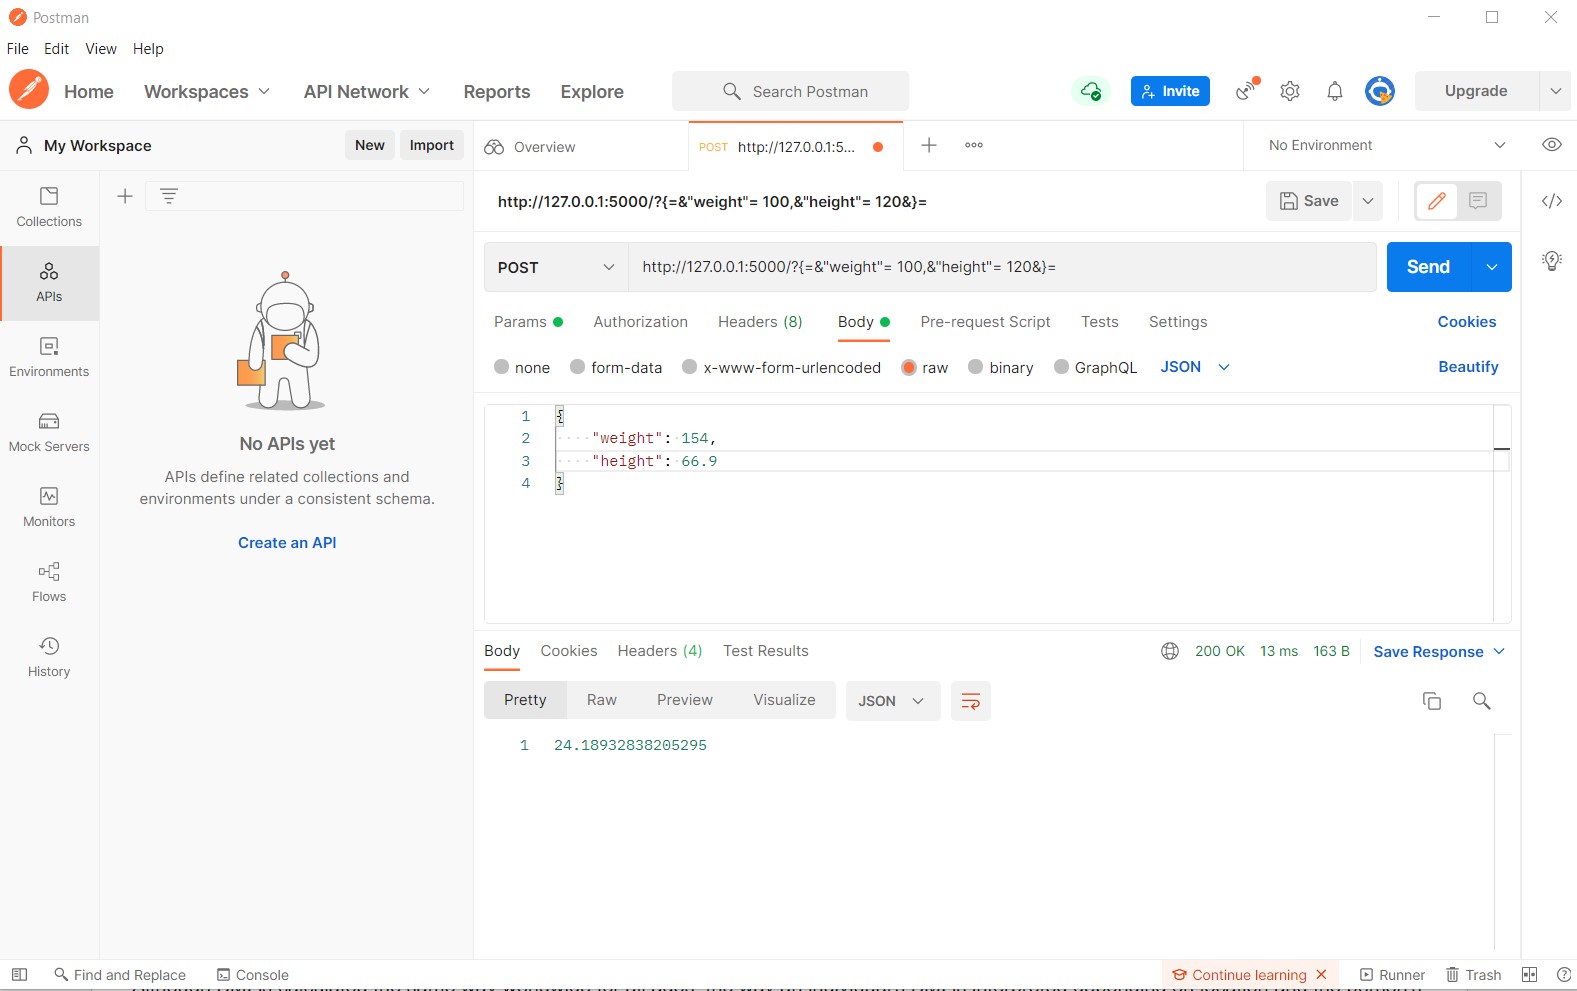 Postman
File Edit View Help
Home Workspaces API Network Reports Explore Search Postman Invite Upgrade
My Workspace New Import
Overview POST http://127.0.0.1:5... No Environment
Collections
APIs
Environments
Mock Servers
Monitors
Flows
History
No APIs yet
APIs define related collections and
environments under a consistent schema.
Create an API
http://127.0.0.1:5000/?{=&"weight"= 100,&"height"= 120&}= Save
POST http://127.0.0.1:5000/?{=&"weight"= 100,&"height"= 120&}= Send
Params Authorization Headers (8) Body Pre-request Script Tests Settings Cookies
none form-data x-www-form-urlencoded raw binary GraphQL JSON Beautify
1 {
2 "weight": 154,
3 "height": 66.9
4 }
Body Cookies Headers (4) Test Results 200 OK 13 ms 163 B Save Response
Pretty Raw Preview Visualize JSON
1 24.18932838205295
Find and Replace Console Continue learning Runner Trash